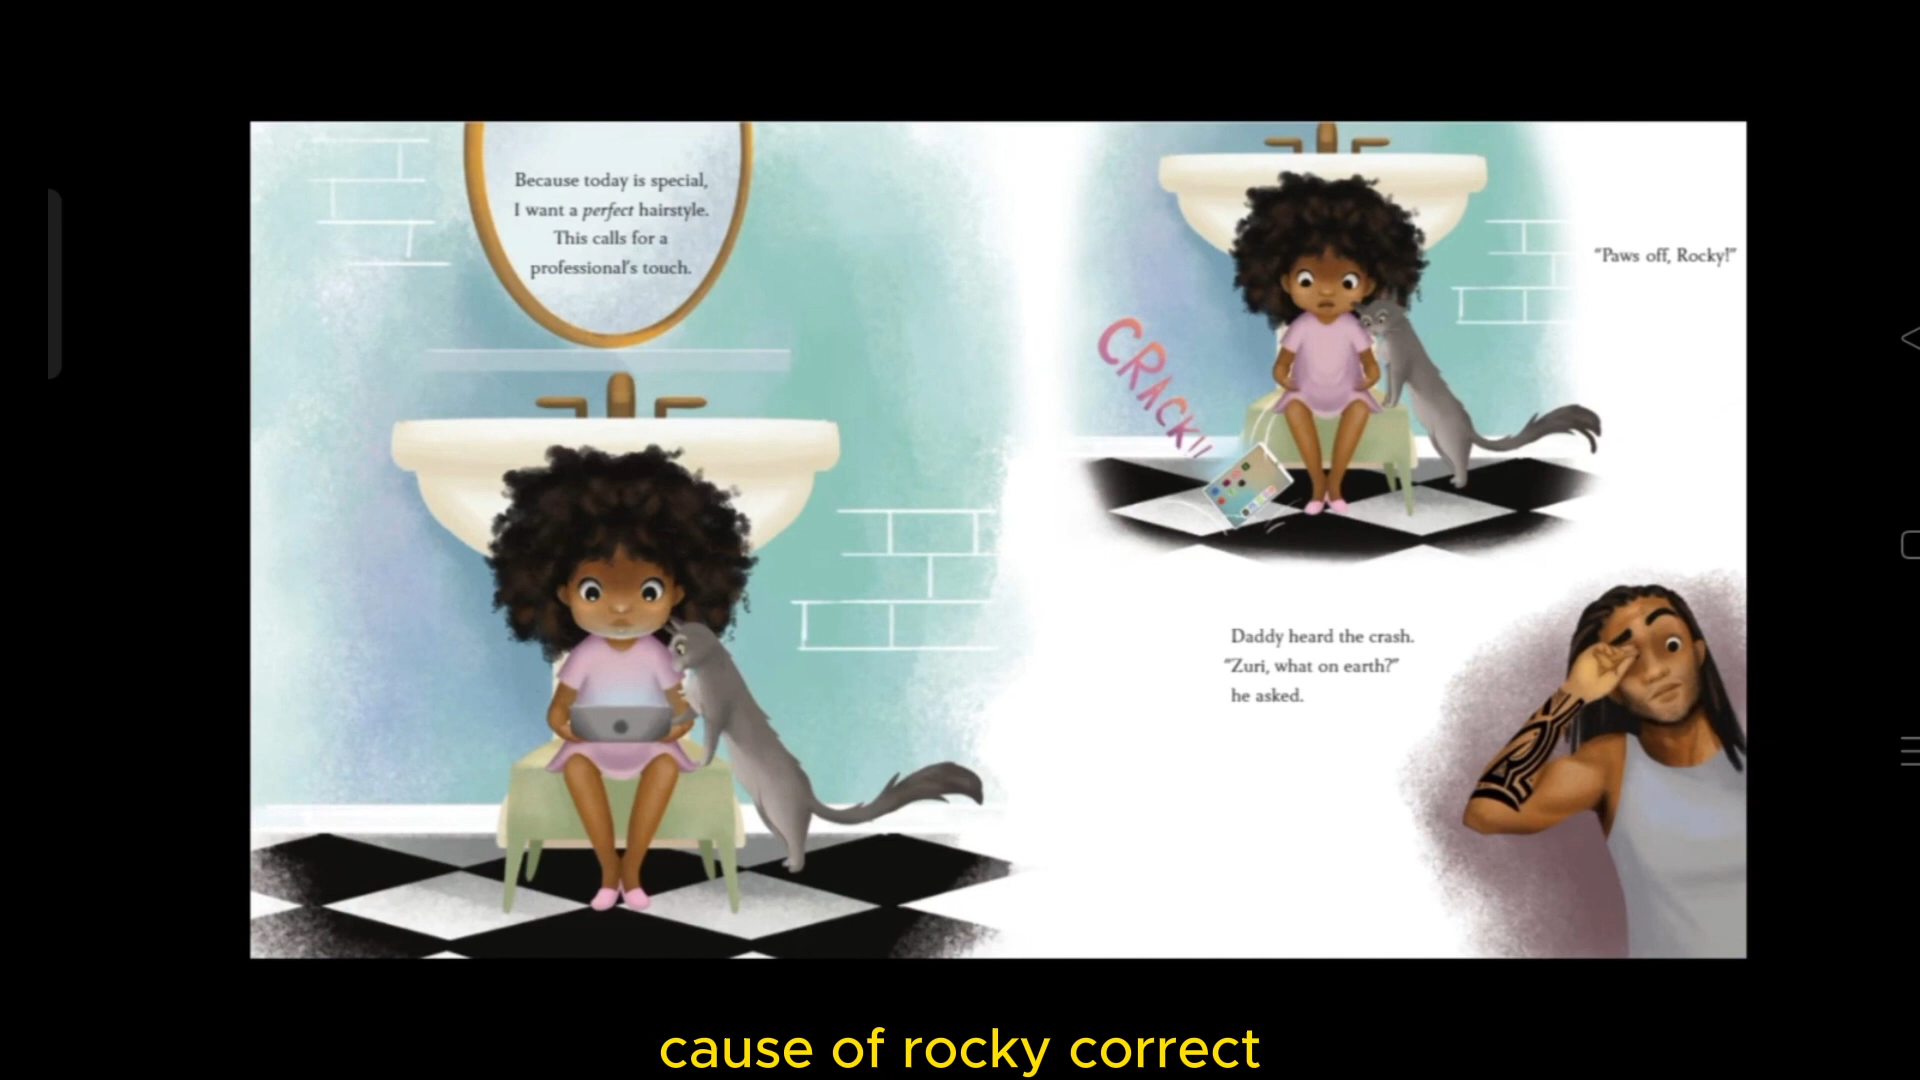 Because today is special,
I want a perfect hairstyle.
This calls for a
professional's touch.
CRACK!!
"Paws off, Rocky!"
Daddy heard the crash.
"Zuri, what on earth?"
he asked.
cause of rocky correct